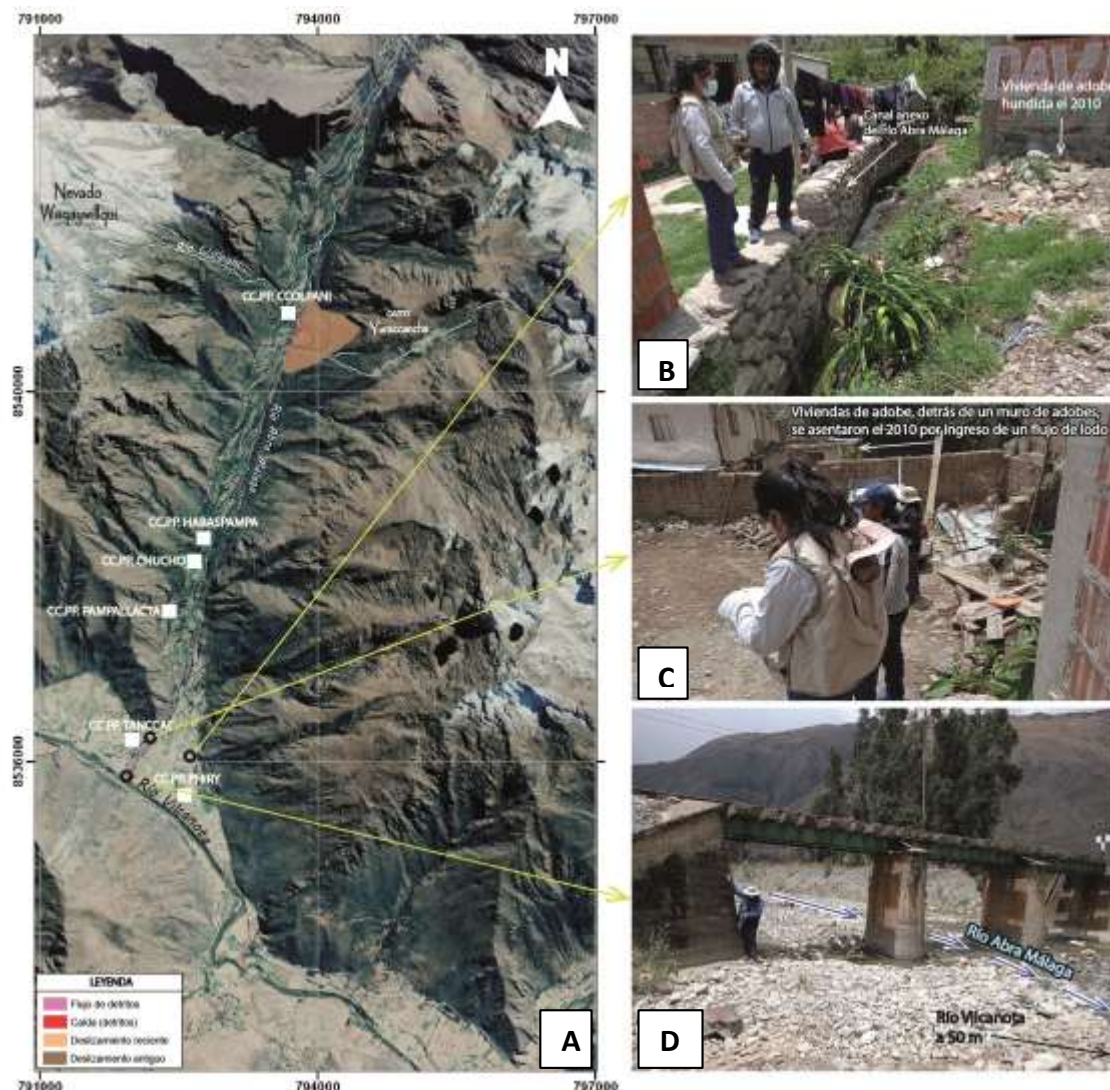 791000
794000
797000
N
Nevado
CC.PP. CCOLPANI
cerro
Yanaccancha
8540000
CC.PP. HABASPAMPA
CC.PP. CHUCHO
CC.PP. PAMPALLACTA
CC.PP. TANCCAC
8536000
CC.PP. PHIRY
Río Vilcanota
LEYENDA
Flujo de detritos
Caída (detritos)
Deslizamiento reciente
Deslizamiento antiguo
A
791000
794000
797000
Vivienda de adobe
hundida el 2010
Canal anexo
del río Abra Málaga
B
Viviendas de adobe, detrás de un muro de adobes,
se asentaron el 2010 por ingreso de un flujo de lodo
C
Río Abra Málaga
Río Vilcanota
a 50 m
D